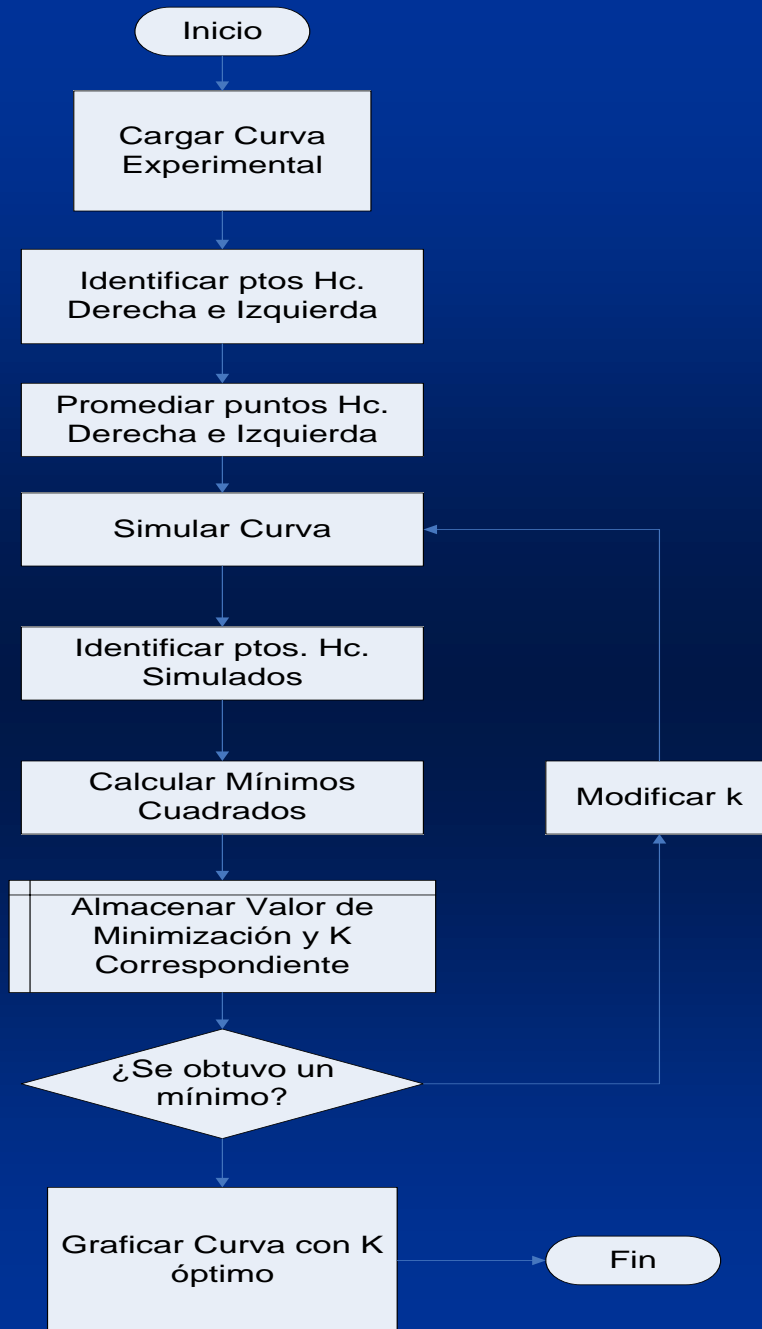 Inicio
Cargar Curva
Experimental
Identificar ptos Hc.
Derecha e Izquierda
Promediar puntos Hc.
Derecha e Izquierda
Simular Curva
Identificar ptos. Hc.
Simulados
Calcular Mínimos
Cuadrados
Modificar k
Almacenar Valor de
Minimización y K
Correspondiente
¿Se obtuvo un
mínimo?
Graficar Curva con K
óptimo
Fin